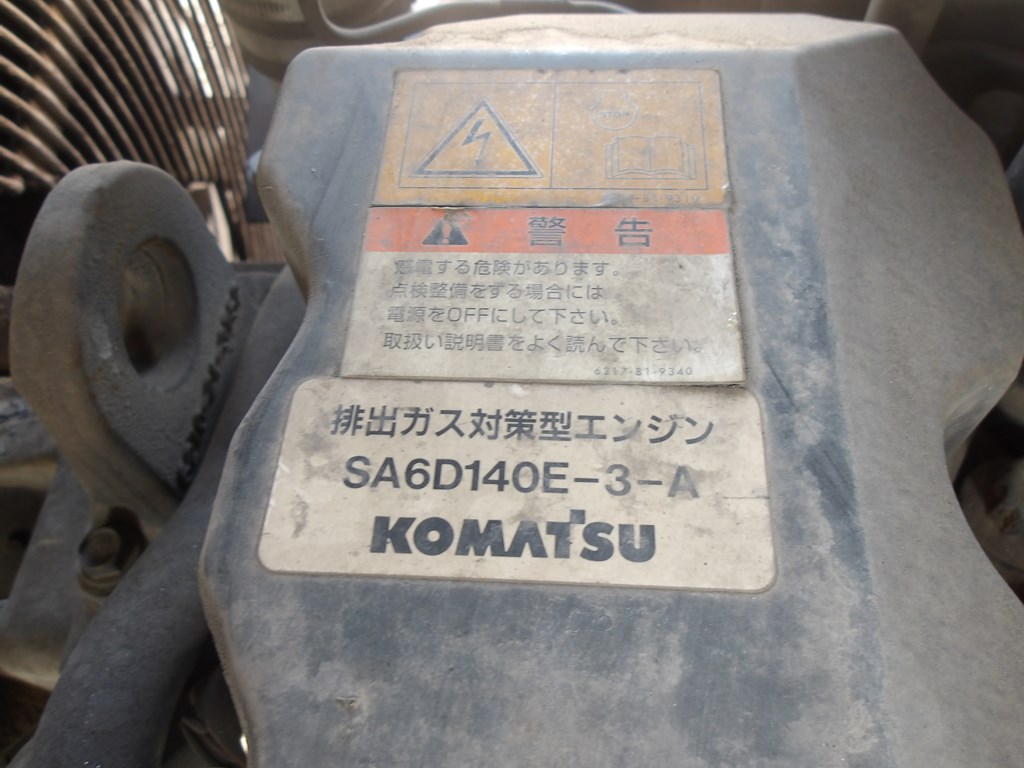 STOP
警告
感電する危険があります。
点検整備をする場合には
電源をOFFにして下さい。
取扱い説明書をよく読んで下さい。
6217-81-9340
排出ガス対策型エンジン
SA6D140E-3-A
KOMATSU